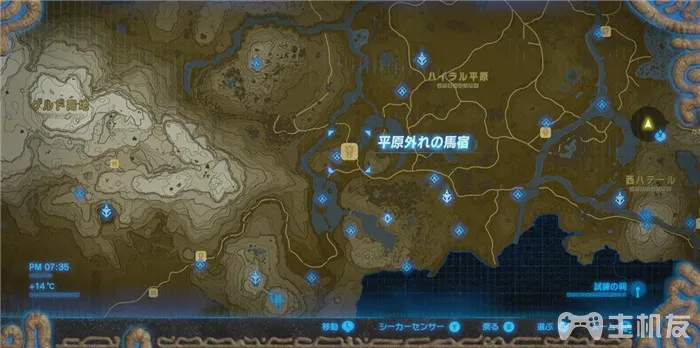 ハイラル平原
ゲルド高地
平原外れの馬宿
西ハテール
PM 07:35
+14℃
試練の祠
移動 L シーカーセンサー Y 戻る B 選ぶ
主机友